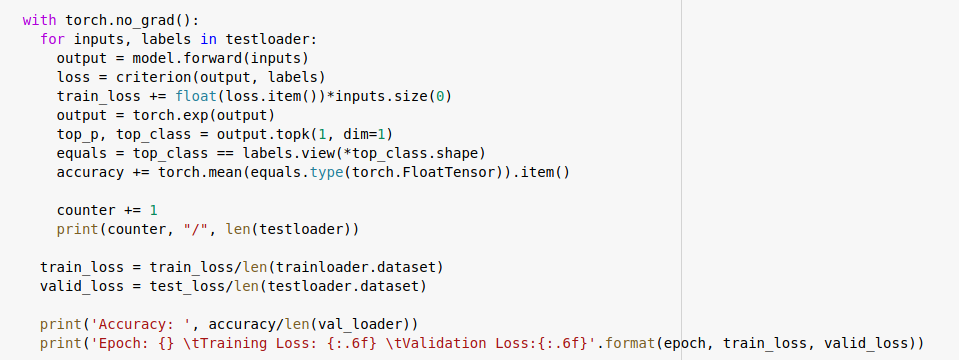 with torch.no_grad():
for inputs, labels in testloader:
output = model.forward(inputs)
loss = criterion(output, labels)
train_loss += float(loss.item())*inputs.size(0)
output = torch.exp(output)
top_p, top_class = output.topk(1, dim=1)
equals = top_class == labels.view(*top_class.shape)
accuracy += torch.mean(equals.type(torch.FloatTensor)).item()
counter += 1
print(counter, "/", len(testloader))
train_loss = train_loss/len(trainloader.dataset)
valid_loss = test_loss/len(testloader.dataset)
print('Accuracy: ', accuracy/len(val_loader))
print('Epoch: {} \tTraining Loss: {:.6f} \tValidation Loss:{:.6f}'.format(epoch, train_loss, valid_loss))